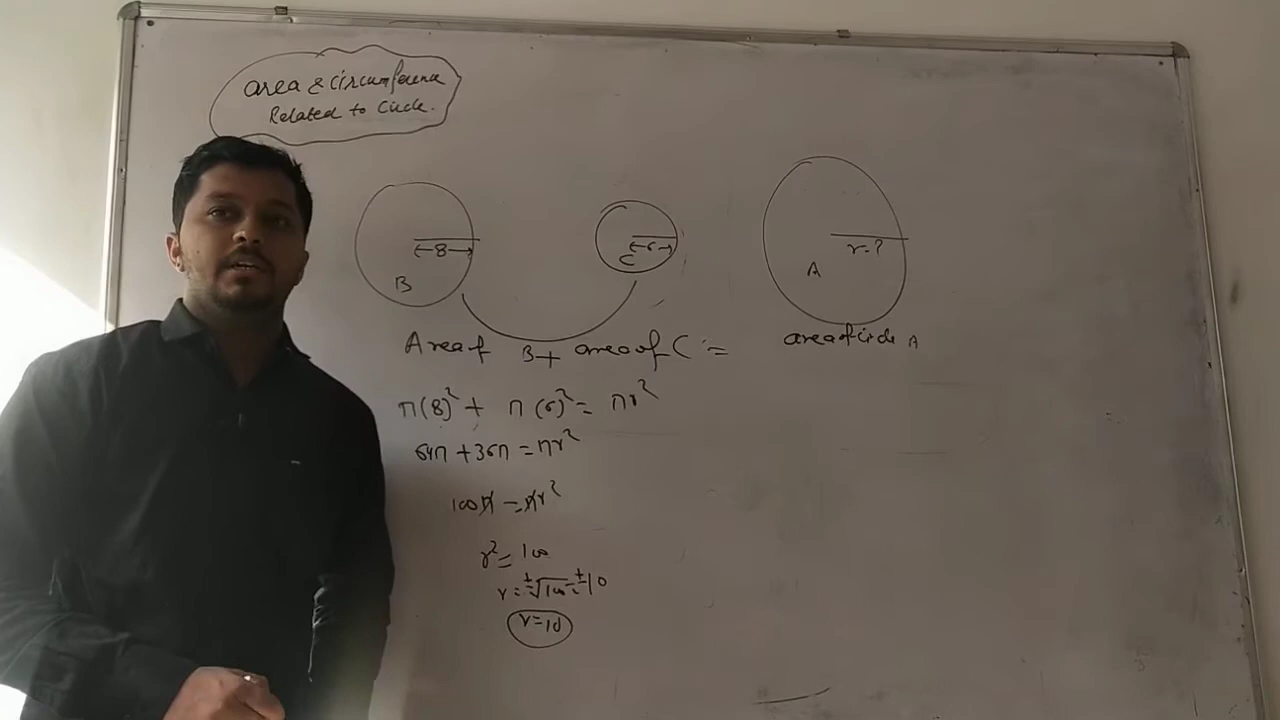 area & circumference
Related to Circle.
←8→
B
←6→
C
r=?
A
Area of B + area of C =
area of circle A
π(8)² + π(6)² = πr²
64π + 36π = πr²
100π = πr²
r² = 100
r = ±√100 = ±10
r=10